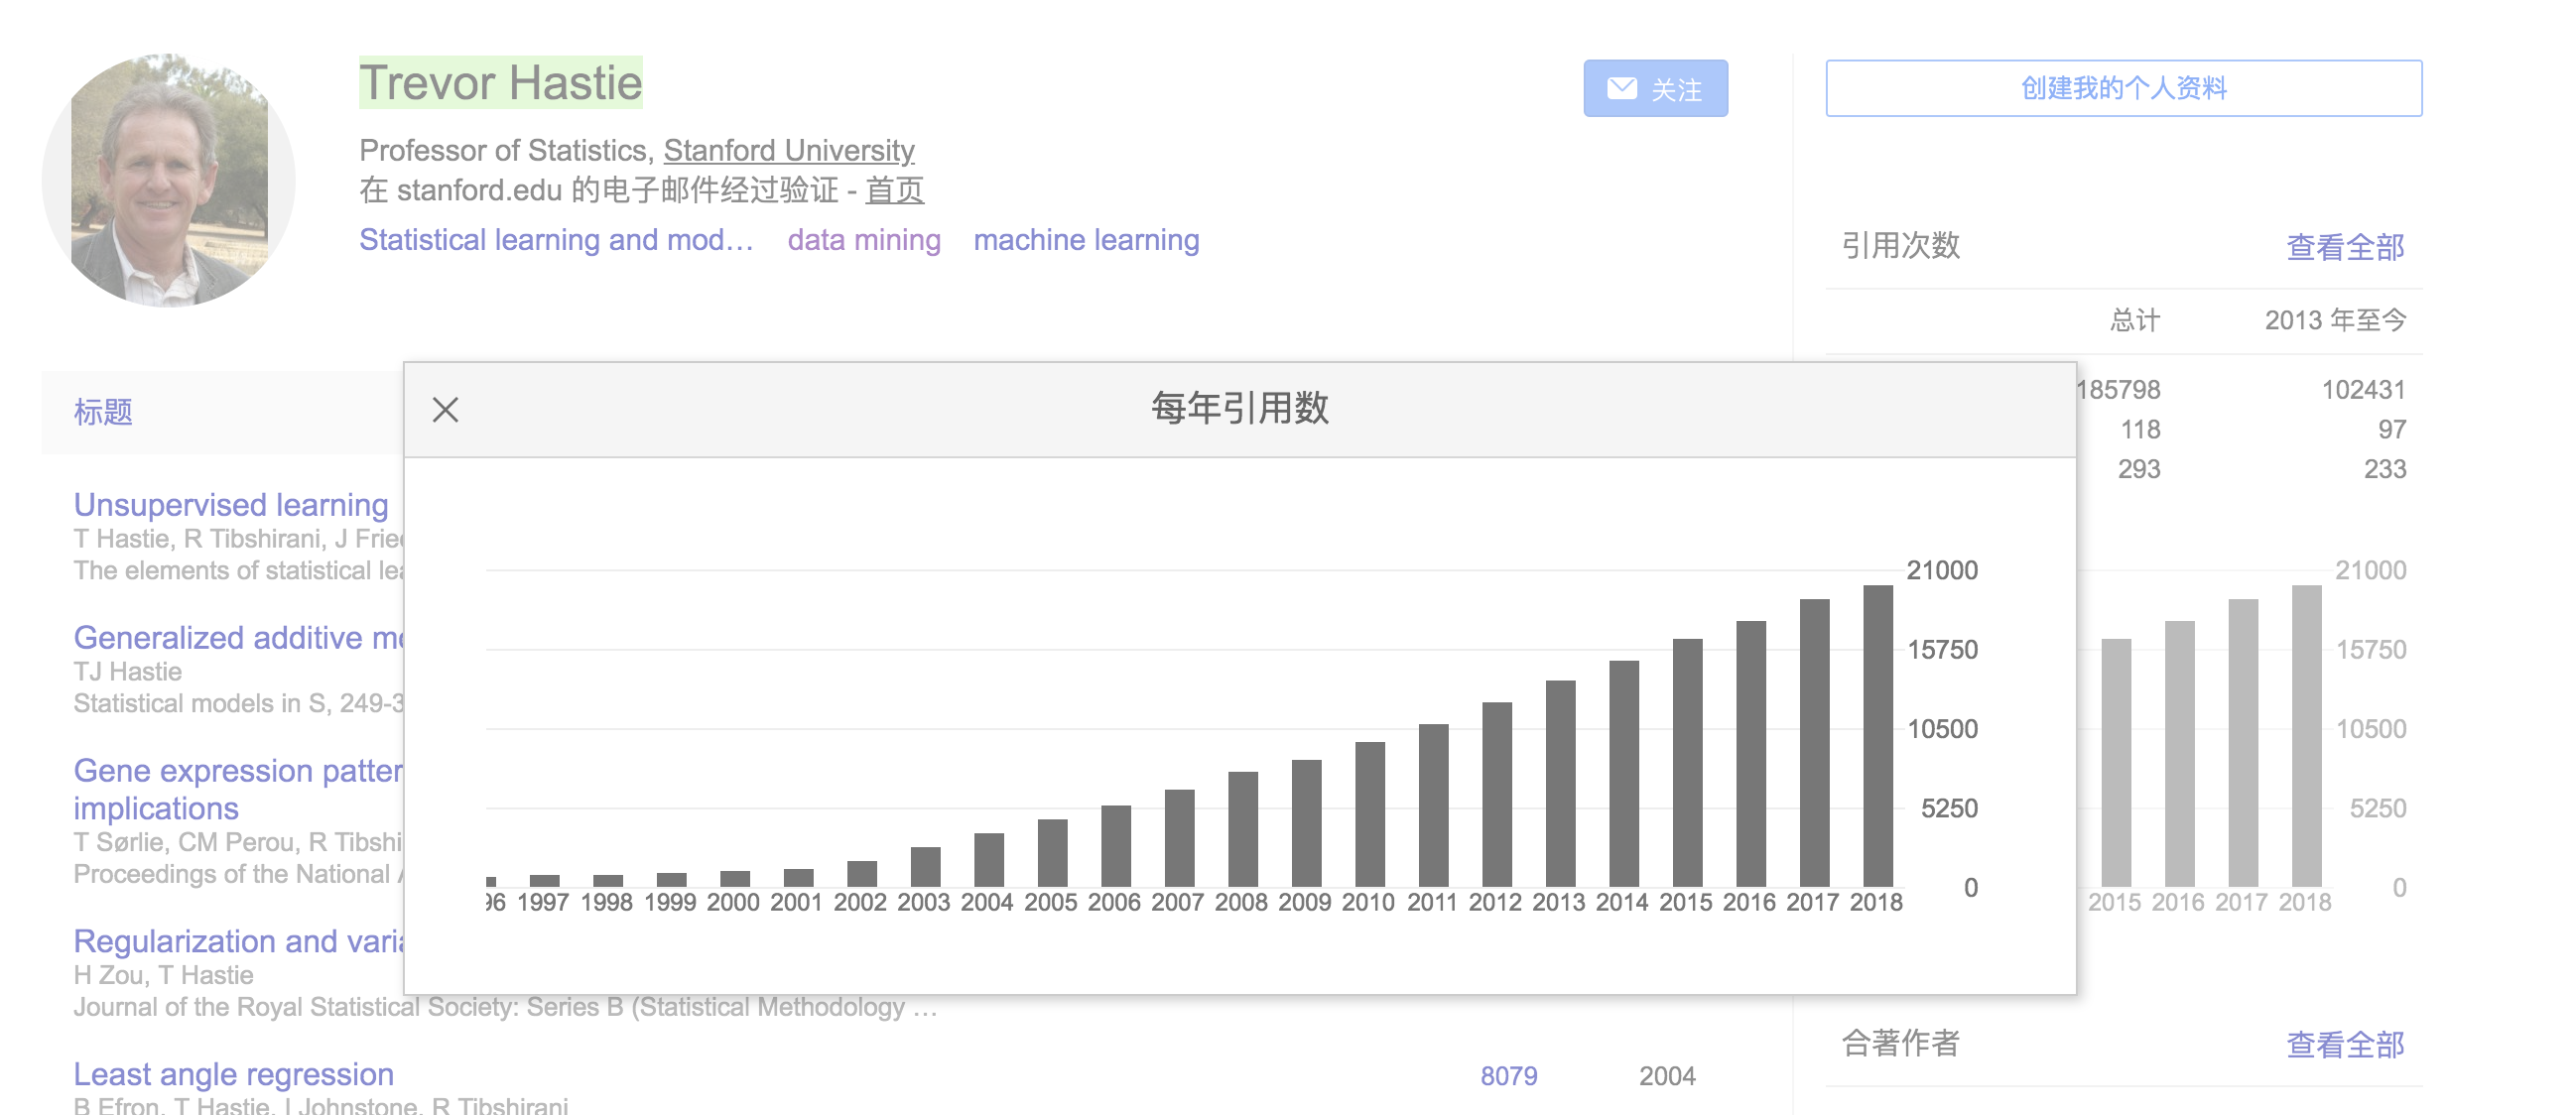 Trevor Hastie
关注
创建我的个人资料
Professor of Statistics, Stanford University
在 stanford.edu 的电子邮件经过验证 - 首页
Statistical learning and mod… data mining machine learning
引用次数 查看全部
总计 2013 年至今
185798 102431
118 97
293 233
标题
每年引用数
Unsupervised learning
T Hastie, R Tibshirani, J Frie
The elements of statistical le
Generalized additive m
TJ Hastie
Statistical models in S, 249-3
Gene expression patter
implications
T Sørlie, CM Perou, R Tibshi
Proceedings of the National
Regularization and vari
H Zou, T Hastie
Journal of the Royal Statistical Society: Series B (Statistical Methodology …
Least angle regression 8079 2004
B Efron, T Hastie, I Johnstone, R Tibshirani
21000
15750
10500
5250
0
96 1997 1998 1999 2000 2001 2002 2003 2004 2005 2006 2007 2008 2009 2010 2011 2012 2013 2014 2015 2016 2017 2018
21000
15750
10500
5250
0
2015 2016 2017 2018
合著作者 查看全部